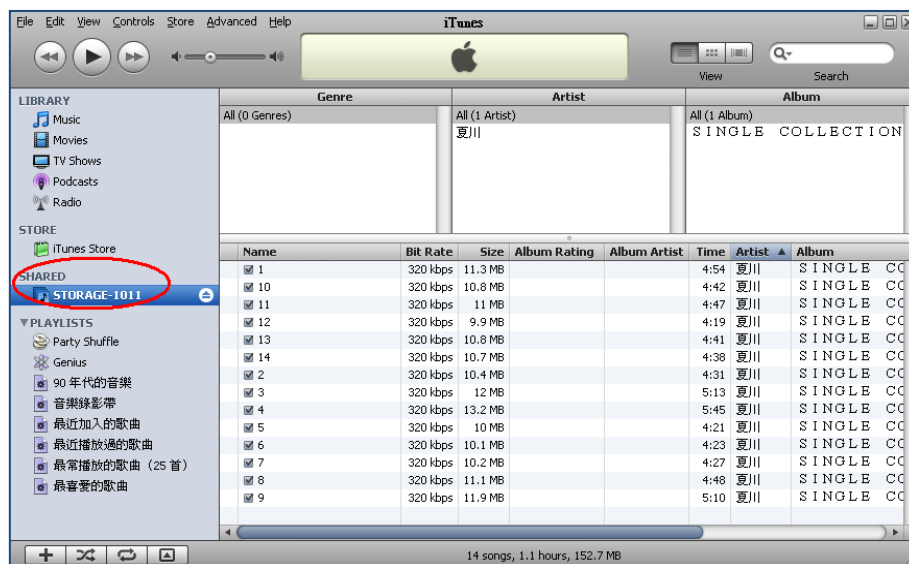 File Edit View Controls Store Advanced Help iTunes
View Search
LIBRARY
Music
Movies
TV Shows
Podcasts
Radio
STORE
iTunes Store
SHARED
STORAGE-1011
PLAYLISTS
Party Shuffle
Genius
90 年代的音樂
音樂錄影帶
最近加入的歌曲
最近播放過的歌曲
最常播放的歌曲（25 首）
最喜愛的歌曲
Genre Artist Album
All (0 Genres) All (1 Artist) All (1 Album)
夏川 ＳＩＮＧＬＥ ＣＯＬＬＥＣＴＩＯＮ
Name Bit Rate Size Album Rating Album Artist Time Artist Album
1 320 kbps 11.3 MB 4:54 夏川 ＳＩＮＧＬＥ ＣＯ
10 320 kbps 10.8 MB 4:42 夏川 ＳＩＮＧＬＥ ＣＯ
11 320 kbps 11 MB 4:47 夏川 ＳＩＮＧＬＥ ＣＯ
12 320 kbps 9.9 MB 4:19 夏川 ＳＩＮＧＬＥ ＣＯ
13 320 kbps 10.8 MB 4:41 夏川 ＳＩＮＧＬＥ ＣＯ
14 320 kbps 10.7 MB 4:38 夏川 ＳＩＮＧＬＥ ＣＯ
2 320 kbps 10.4 MB 4:31 夏川 ＳＩＮＧＬＥ ＣＯ
3 320 kbps 12 MB 5:13 夏川 ＳＩＮＧＬＥ ＣＯ
4 320 kbps 13.2 MB 5:45 夏川 ＳＩＮＧＬＥ ＣＯ
5 320 kbps 10 MB 4:21 夏川 ＳＩＮＧＬＥ ＣＯ
6 320 kbps 10.1 MB 4:23 夏川 ＳＩＮＧＬＥ ＣＯ
7 320 kbps 10.2 MB 4:27 夏川 ＳＩＮＧＬＥ ＣＯ
8 320 kbps 11.1 MB 4:48 夏川 ＳＩＮＧＬＥ ＣＯ
9 320 kbps 11.9 MB 5:10 夏川 ＳＩＮＧＬＥ ＣＯ
14 songs, 1.1 hours, 152.7 MB